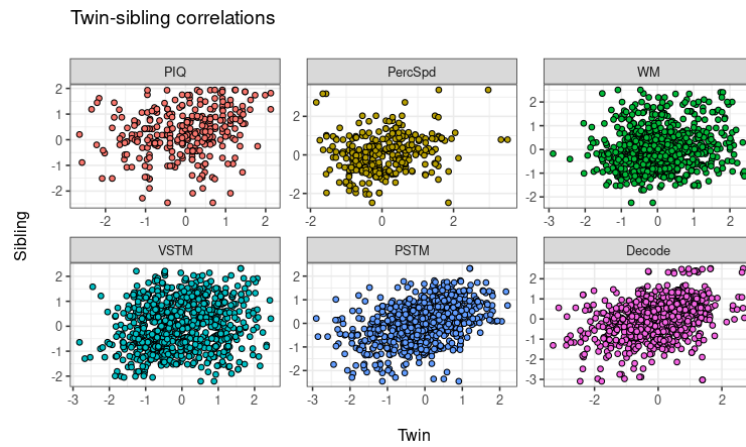 Twin-sibling correlations
PIQ PercSpd WM
2 1 0 -1 -2
2 0 -2
2 1 0 -1 -2
-2 -1 0 1 2
-2 0 2
-3 -2 -1 0 1 2
Sibling
VSTM PSTM Decode
2 1 0 -1 -2
2 1 0 -1 -2
2 1 0 -1 -2 -3
-3 -2 -1 0 1 2
-3 -2 -1 0 1 2
-2 0 2
Twin